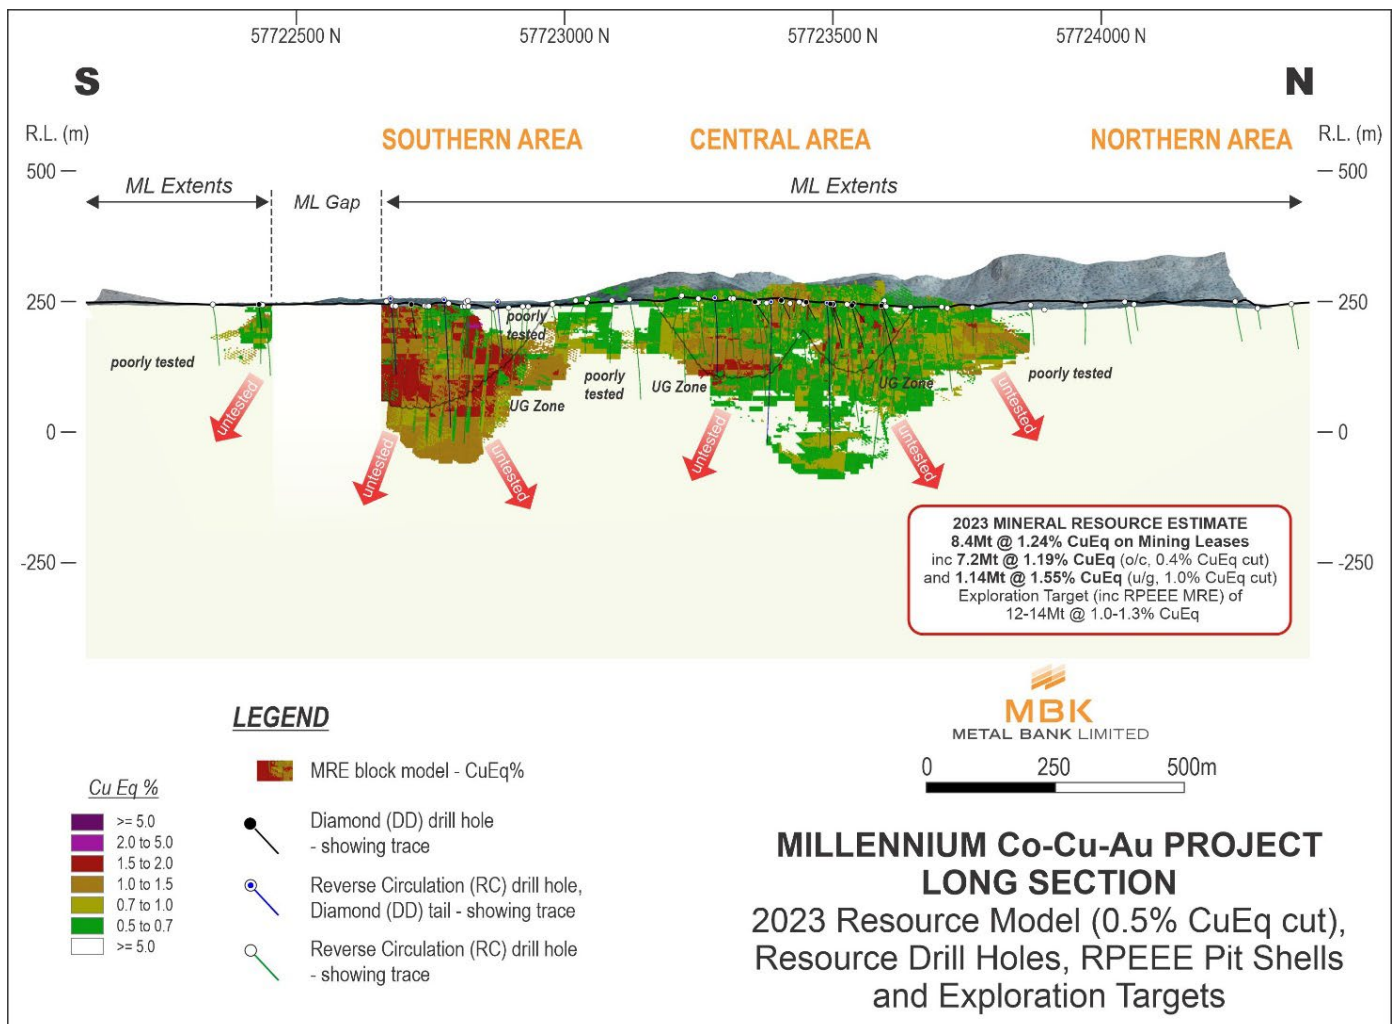 57722500 N
57723000 N
57723500 N
57724000 N
S
N
R.L. (m)
R.L. (m)
SOUTHERN AREA
CENTRAL AREA
NORTHERN AREA
500
500
ML Extents
ML Gap
ML Extents
250
250
poorly
tested
poorly tested
poorly
tested
UG Zone
UG Zone
UG Zone
poorly tested
untested
untested
untested
untested
untested
untested
0
0
-250
-250
2023 MINERAL RESOURCE ESTIMATE
8.4Mt @ 1.24% CuEq on Mining Leases
inc 7.2Mt @ 1.19% CuEq (o/c, 0.4% CuEq cut)
and 1.14Mt @ 1.55% CuEq (u/g, 1.0% CuEq cut)
Exploration Target (inc RPEEE MRE) of
12-14Mt @ 1.0-1.3% CuEq
LEGEND
MRE block model - CuEq%
Diamond (DD) drill hole
- showing trace
Reverse Circulation (RC) drill hole,
Diamond (DD) tail - showing trace
Reverse Circulation (RC) drill hole
- showing trace
Cu Eq %
>= 5.0
2.0 to 5.0
1.5 to 2.0
1.0 to 1.5
0.7 to 1.0
0.5 to 0.7
>= 5.0
MBK
METAL BANK LIMITED
0 250 500m
MILLENNIUM Co-Cu-Au PROJECT
LONG SECTION
2023 Resource Model (0.5% CuEq cut),
Resource Drill Holes, RPEEE Pit Shells
and Exploration Targets